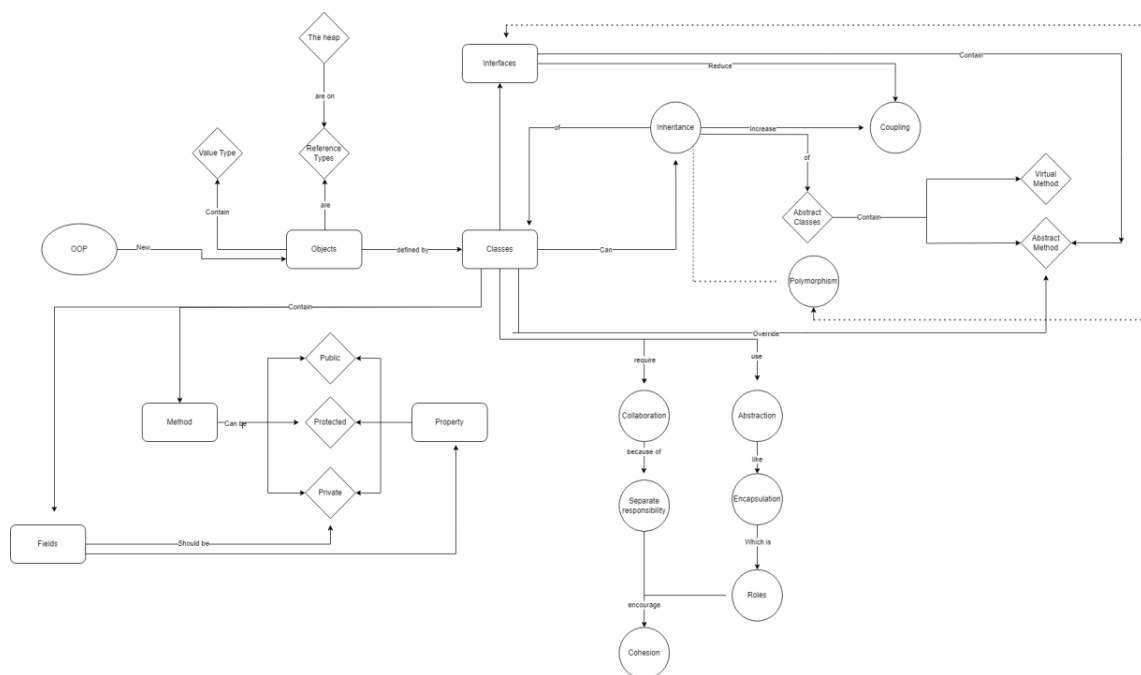 The heap
Interfaces
Contain
Reduce
are on
Inheritance
Increase
Coupling
of
Value Type
Reference
Types
of
Virtual
Method
are
Contain
Abstract
Classes
Contain
Abstract
Method
OOP
New
Objects
defined by
Classes
Can
Polymorphism
Contain
Override
Public
require
use
Method
Can be
Protected
Property
Collaboration
Abstraction
because of
like
Private
Separate
responsibility
Encapsulation
Fields
Should be
Which is
Roles
encourage
Cohesion